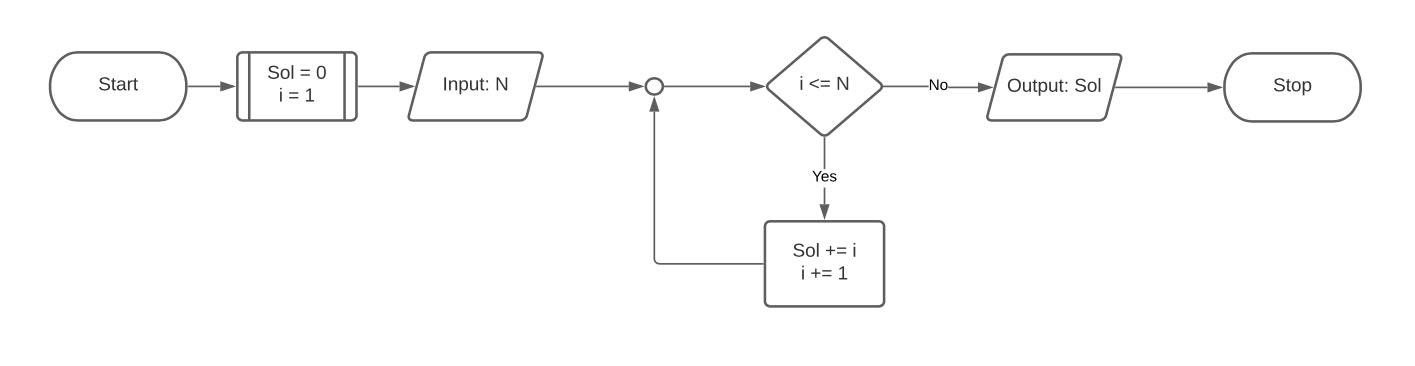 Start
Sol = 0
i = 1
Input: N
i <= N
No
Output: Sol
Stop
Yes
Sol += i
i += 1